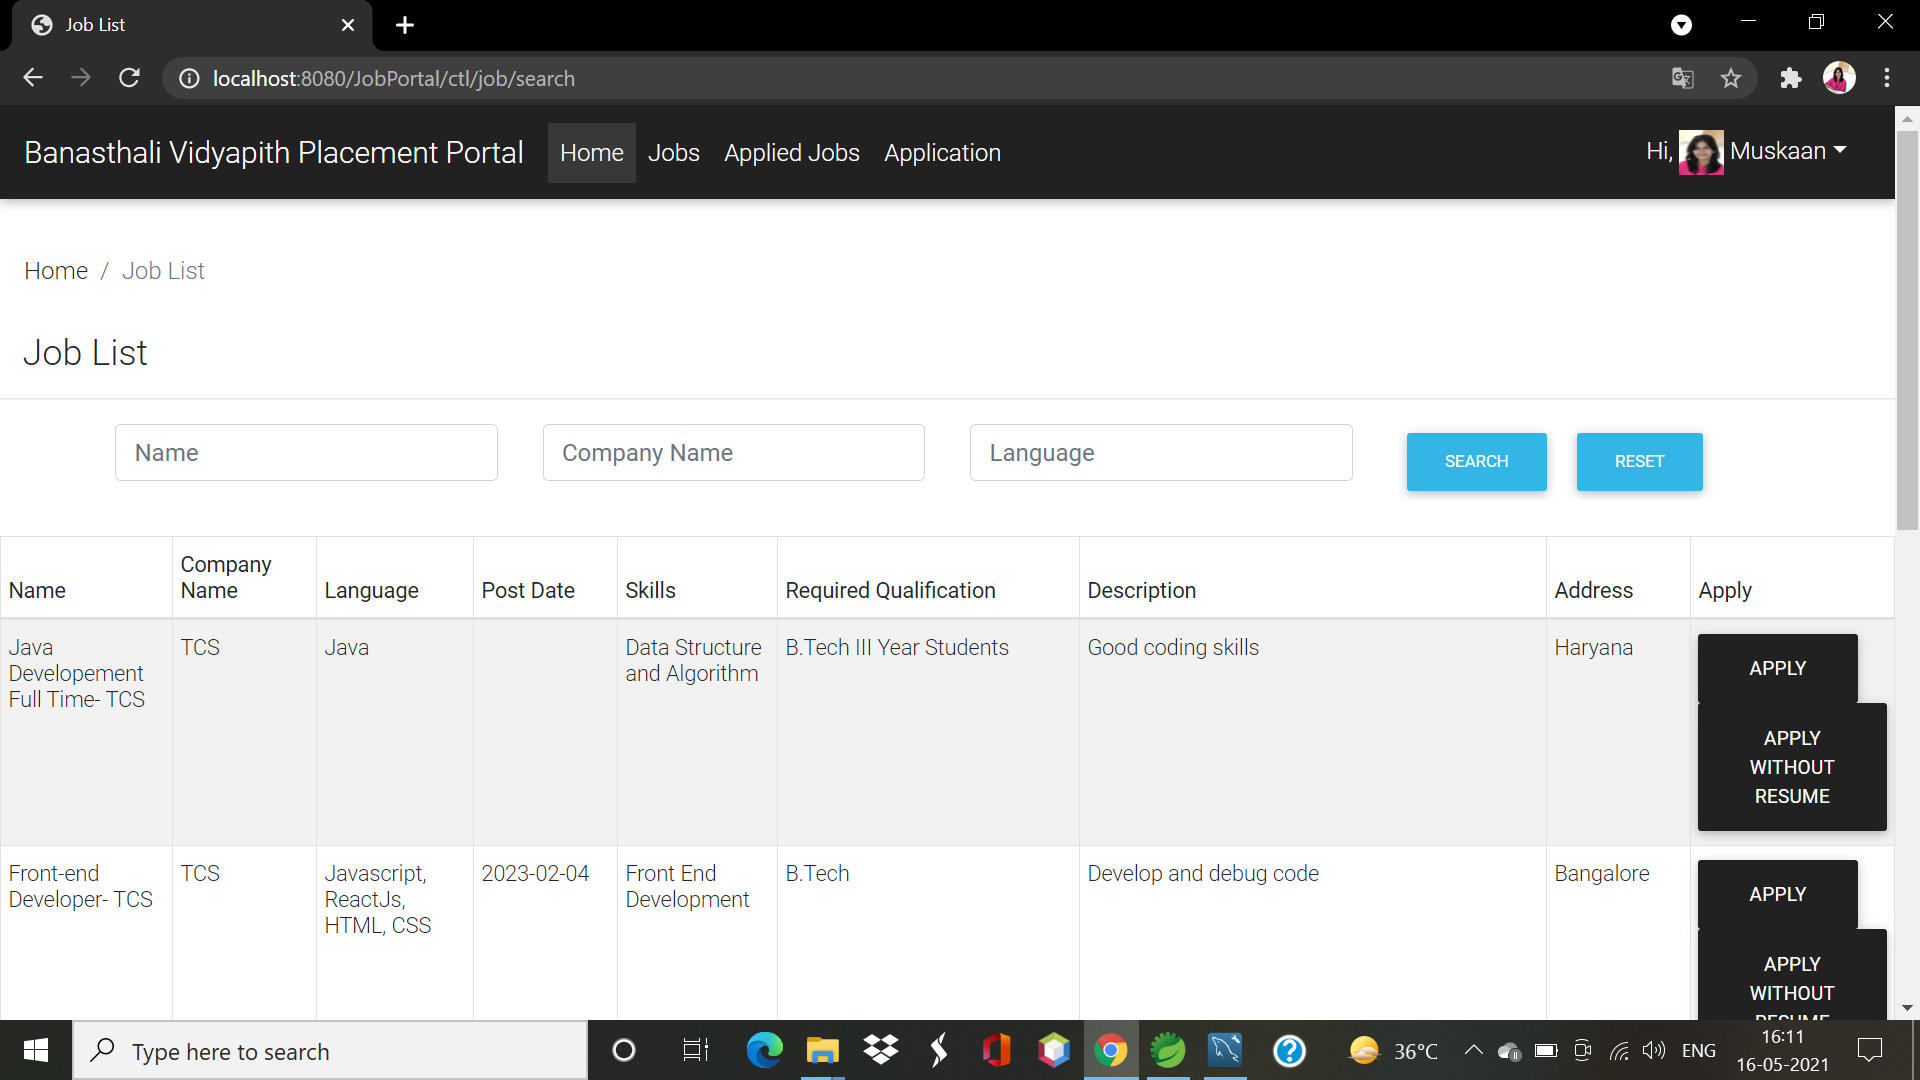 Job List
localhost:8080/JobPortal/ctl/job/search
Banasthali Vidyapith Placement Portal Home Jobs Applied Jobs Application Hi, Muskaan
Home / Job List
Job List
Name Company Name Language SEARCH RESET
Name Company Name Language Post Date Skills Required Qualification Description Address Apply
Java Developement Full Time- TCS TCS Java Data Structure and Algorithm B.Tech III Year Students Good coding skills Haryana APPLY
APPLY WITHOUT RESUME
Front-end Developer- TCS TCS Javascript, ReactJs, HTML, CSS 2023-02-04 Front End Development B.Tech Develop and debug code Bangalore APPLY
APPLY WITHOUT RESUME
Type here to search 36°C ENG 16:11
16-05-2021